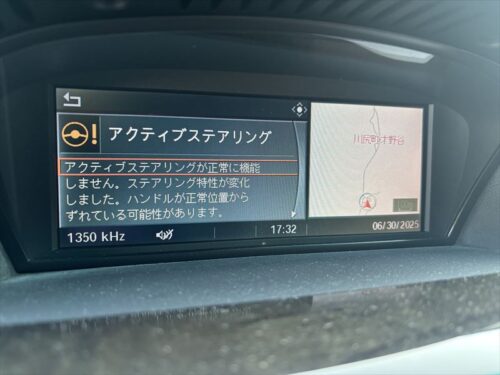 アクティブステアリング
アクティブステアリングが正常に機能
しません。ステアリング特性が変化
しました。ハンドルが正常位置から
ずれている可能性があります。
1350 kHz
17:32
06/30/2025